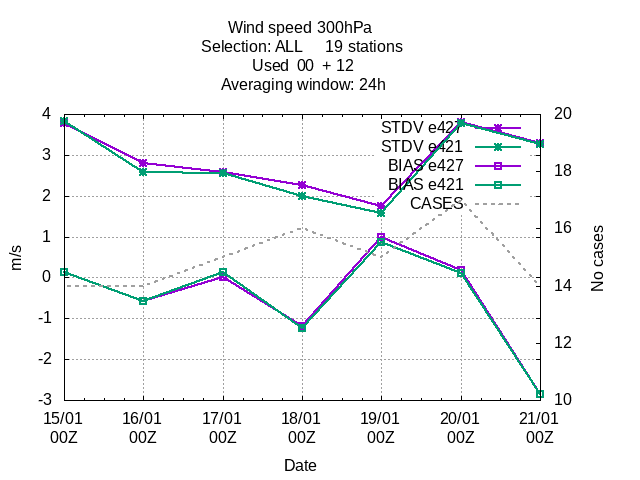 Wind speed 300hPa
Selection: ALL 19 stations
Used 00 + 12
Averaging window: 24h
4
3
2
1
0
-1
-2
-3
m/s
20
18
16
14
12
10
No cases
STDV e427
STDV e421
BIAS e427
BIAS e421
CASES
15/01 16/01 17/01 18/01 19/01 20/01 21/01
00Z 00Z 00Z 00Z 00Z 00Z 00Z
Date